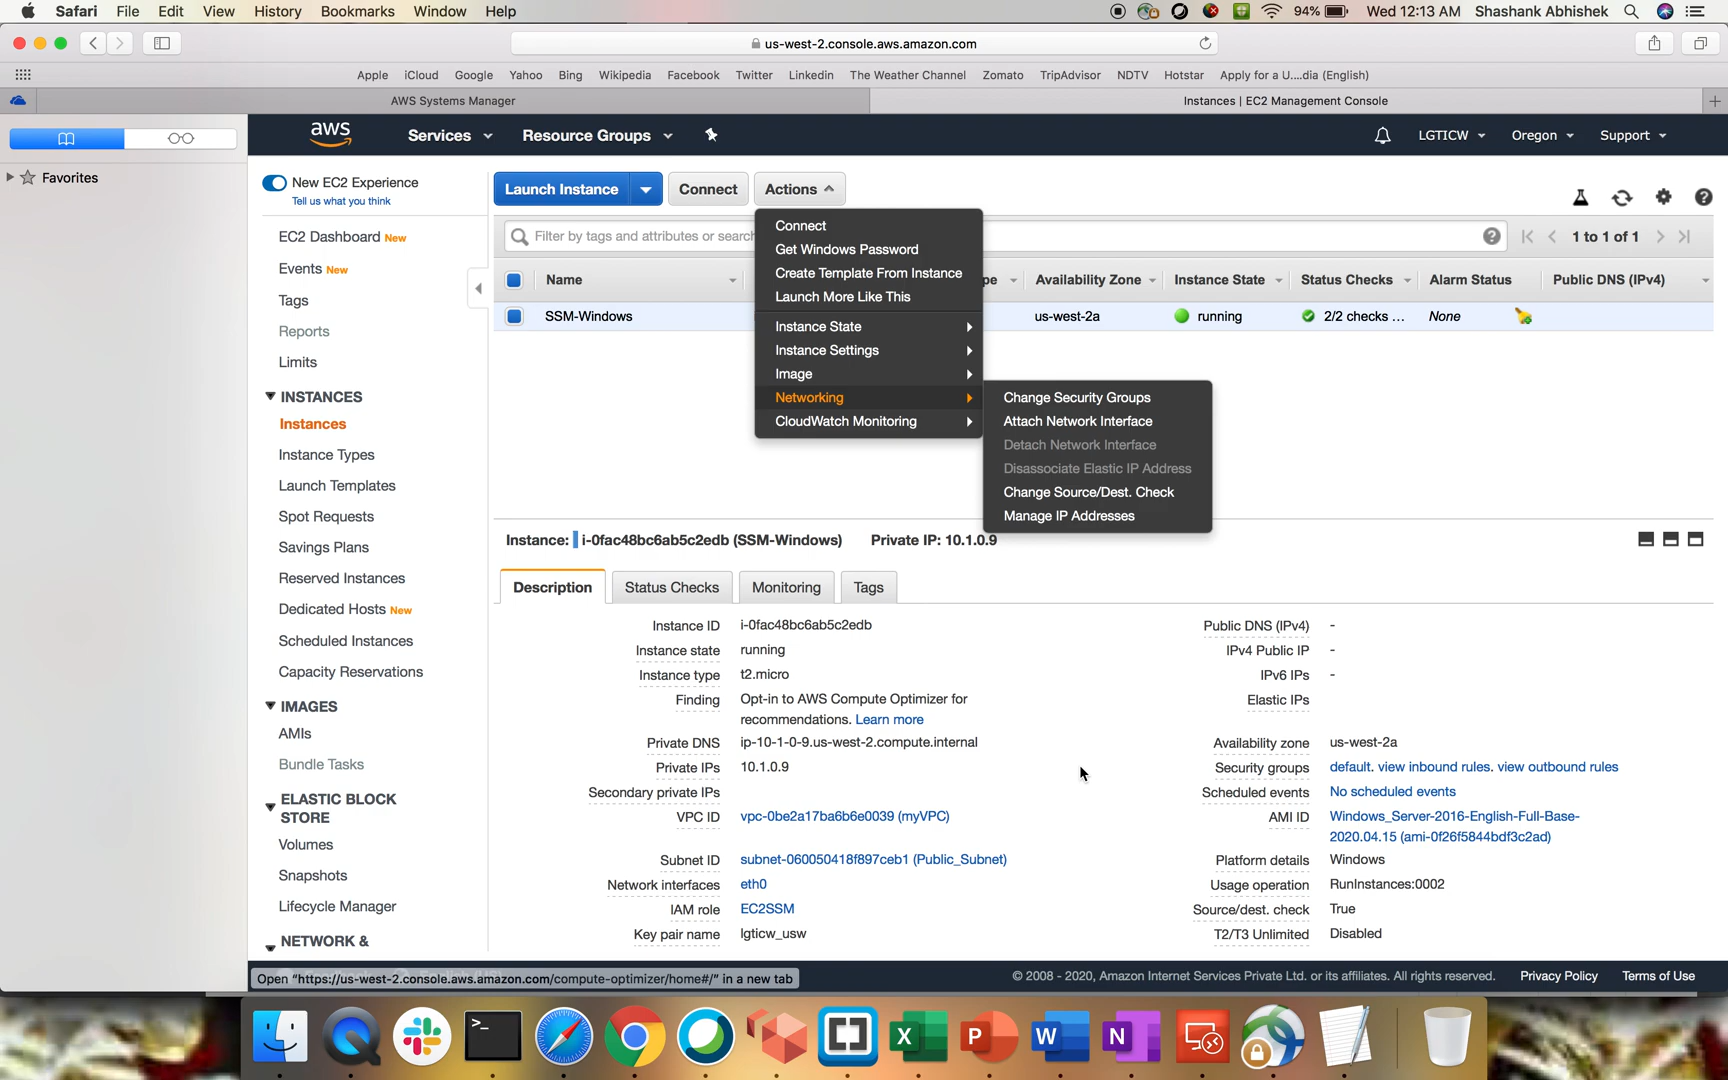 Safari File Edit View History Bookmarks Window Help
94% Wed 12:13 AM Shashank Abhishek
us-west-2.console.aws.amazon.com
Apple iCloud Google Yahoo Bing Wikipedia Facebook Twitter Linkedin The Weather Channel Zomato TripAdvisor NDTV Hotstar Apply for a U....dia (English)
AWS Systems Manager
Instances | EC2 Management Console
Favorites
aws Services Resource Groups
LGTICW Oregon Support
New EC2 Experience
Tell us what you think
EC2 Dashboard New
Events New
Tags
Reports
Limits
INSTANCES
Instances
Instance Types
Launch Templates
Spot Requests
Savings Plans
Reserved Instances
Dedicated Hosts New
Scheduled Instances
Capacity Reservations
IMAGES
AMIs
Bundle Tasks
ELASTIC BLOCK
STORE
Volumes
Snapshots
Lifecycle Manager
NETWORK &
Launch Instance Connect Actions
Filter by tags and attributes or search
1 to 1 of 1
Connect
Get Windows Password
Create Template From Instance
Launch More Like This
Instance State
Instance Settings
Image
Networking
CloudWatch Monitoring
Change Security Groups
Attach Network Interface
Detach Network Interface
Disassociate Elastic IP Address
Change Source/Dest. Check
Manage IP Addresses
Name pe Availability Zone Instance State Status Checks Alarm Status Public DNS (IPv4)
SSM-Windows us-west-2a running 2/2 checks ... None
Instance: i-0fac48bc6ab5c2edb (SSM-Windows) Private IP: 10.1.0.9
Description Status Checks Monitoring Tags
Instance ID i-0fac48bc6ab5c2edb
Instance state running
Instance type t2.micro
Finding Opt-in to AWS Compute Optimizer for
recommendations. Learn more
Private DNS ip-10-1-0-9.us-west-2.compute.internal
Private IPs 10.1.0.9
Secondary private IPs
VPC ID vpc-0be2a17ba6b6e0039 (myVPC)
Subnet ID subnet-060050418f897ceb1 (Public_Subnet)
Network interfaces eth0
IAM role EC2SSM
Key pair name lgticw_usw
Public DNS (IPv4) -
IPv4 Public IP -
IPv6 IPs -
Elastic IPs
Availability zone us-west-2a
Security groups default. view inbound rules. view outbound rules
Scheduled events No scheduled events
AMI ID Windows_Server-2016-English-Full-Base-
2020.04.15 (ami-0f26f5844bdf3c2ad)
Platform details Windows
Usage operation RunInstances:0002
Source/dest. check True
T2/T3 Unlimited Disabled
Open "https://us-west-2.console.aws.amazon.com/compute-optimizer/home#/" in a new tab
© 2008 - 2020, Amazon Internet Services Private Ltd. or its affiliates. All rights reserved. Privacy Policy Terms of Use